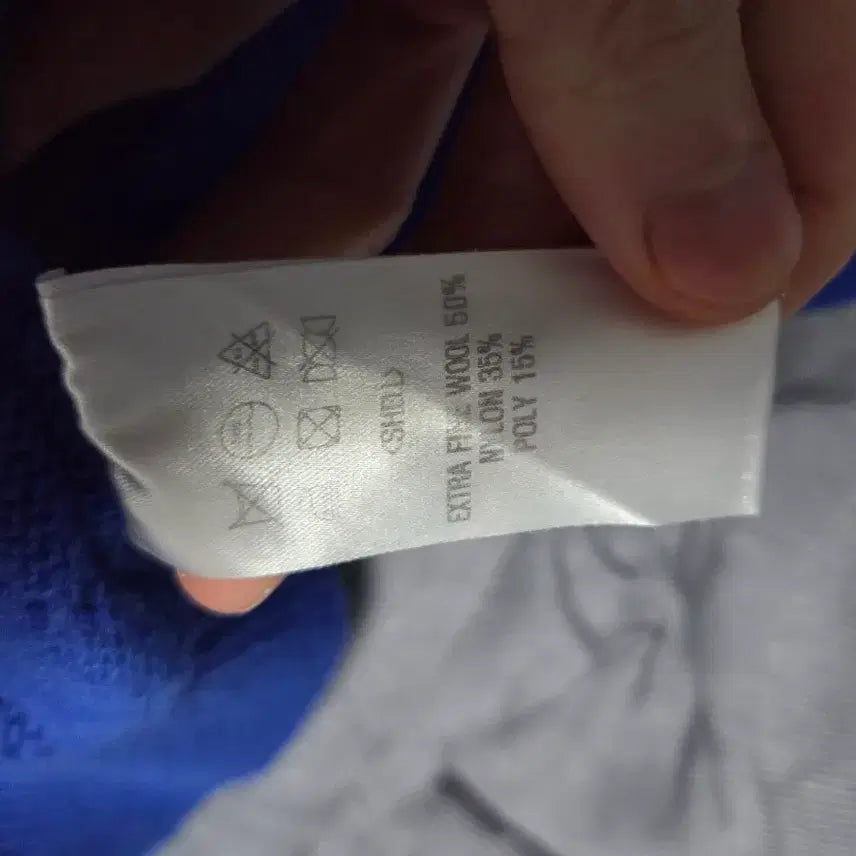 <SHELL>
EXTRA FINE WOOL 50%
NYLON 35%
POLY 15%